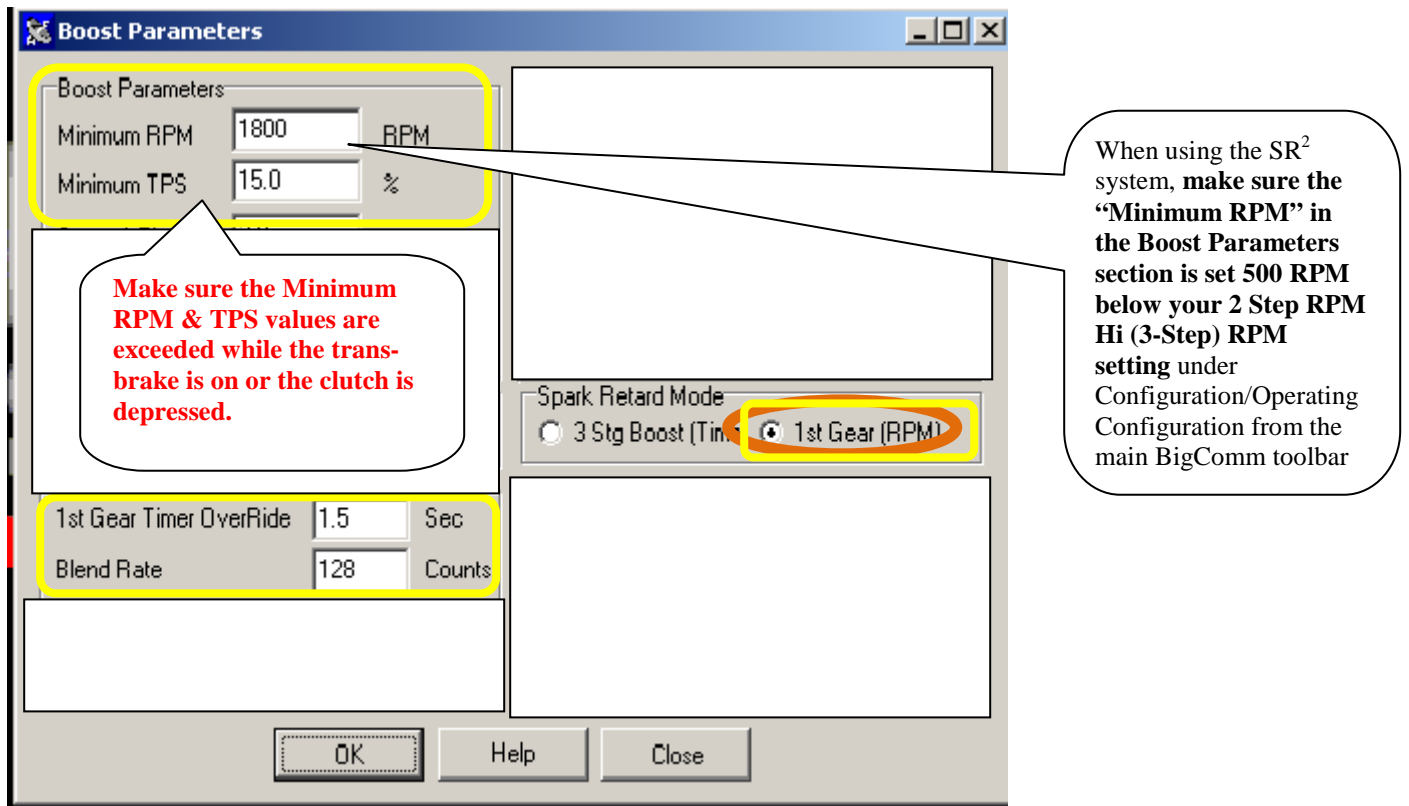 Boost Parameters
Boost Parameters
Minimum RPM 1800 RPM
Minimum TPS 15.0 %
Make sure the Minimum
RPM & TPS values are
exceeded while the trans-
brake is on or the clutch is
depressed.
When using the SR²
system, make sure the
“Minimum RPM” in
the Boost Parameters
section is set 500 RPM
below your 2 Step RPM
Hi (3-Step) RPM
setting under
Configuration/Operating
Configuration from the
main BigComm toolbar
Spark Retard Mode
3 Stg Boost (Tim 1st Gear (RPM)
1st Gear Timer OverRide 1.5 Sec
Blend Rate 128 Counts
OK Help Close